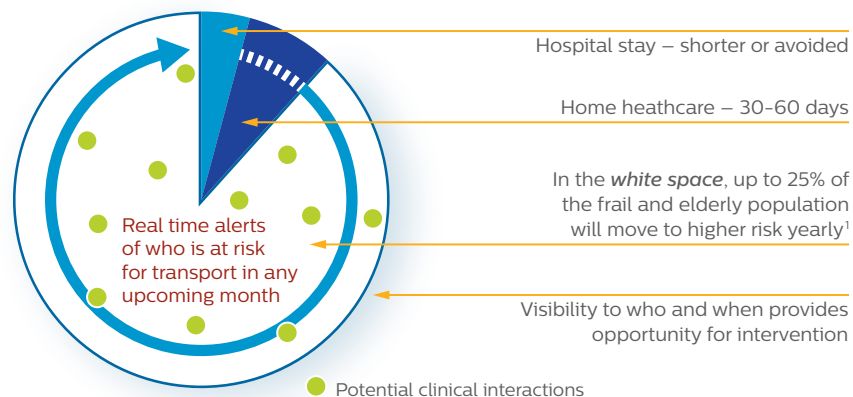 Hospital stay – shorter or avoided
Home heathcare – 30-60 days
In the white space, up to 25% of
the frail and elderly population
will move to higher risk yearly¹
Real time alerts
of who is at risk
for transport in any
upcoming month
Visibility to who and when provides
opportunity for intervention
Potential clinical interactions